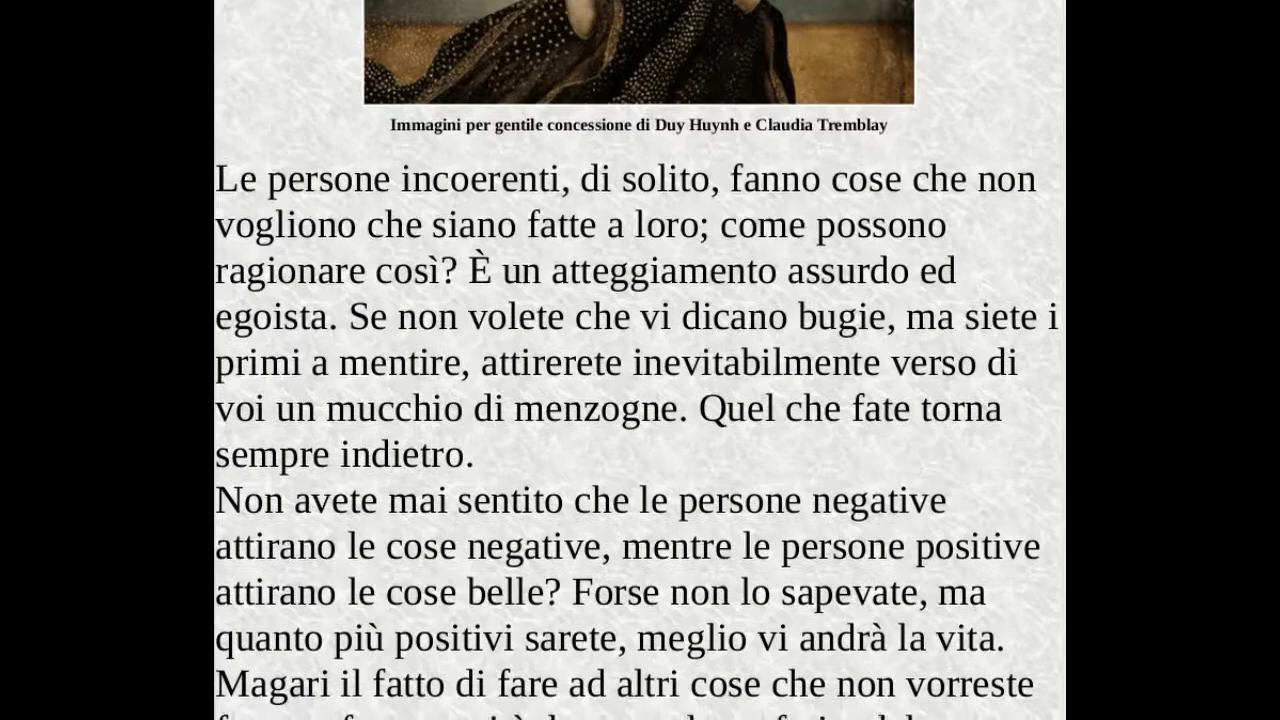 Immagini per gentile concessione di Duy Huynh e Claudia Tremblay
Le persone incoerenti, di solito, fanno cose che non
vogliono che siano fatte a loro; come possono
ragionare così? È un atteggiamento assurdo ed
egoista. Se non volete che vi dicano bugie, ma siete i
primi a mentire, attirerete inevitabilmente verso di
voi un mucchio di menzogne. Quel che fate torna
sempre indietro.
Non avete mai sentito che le persone negative
attirano le cose negative, mentre le persone positive
attirano le cose belle? Forse non lo sapevate, ma
quanto più positivi sarete, meglio vi andrà la vita.
Magari il fatto di fare ad altri cose che non vorreste